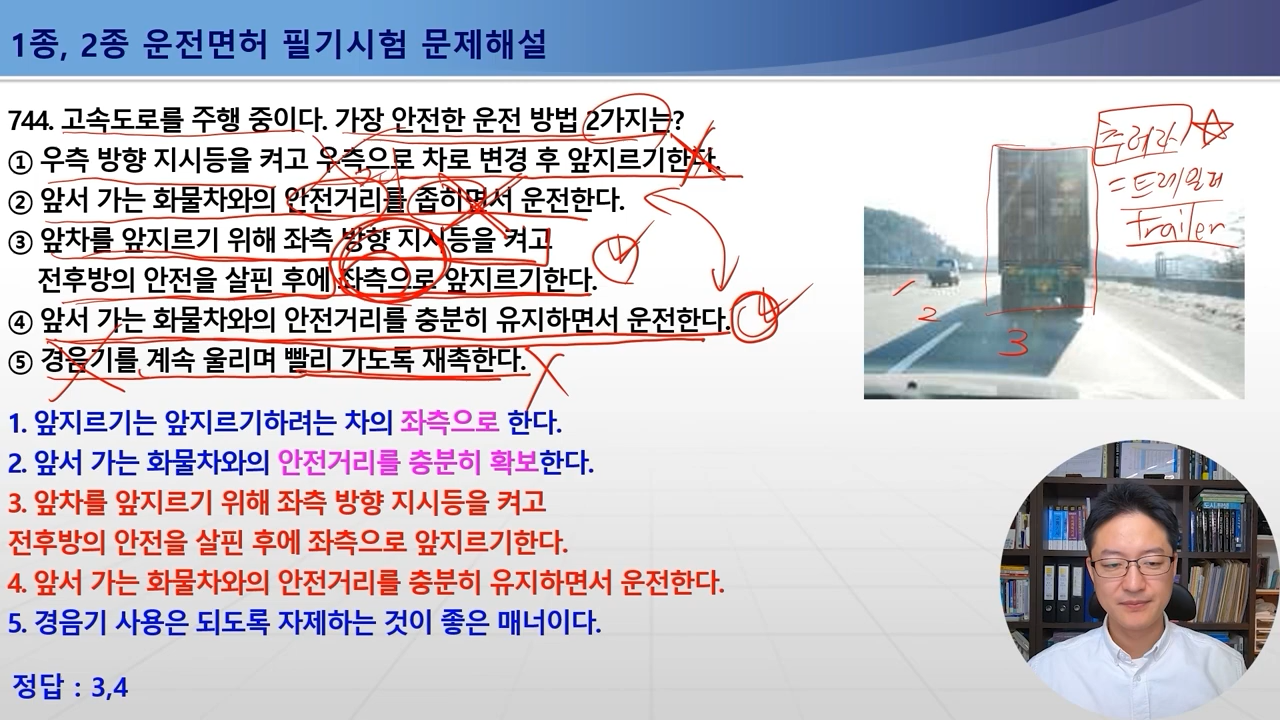 1종, 2종 운전면허 필기시험 문제해설
744. 고속도로를 주행 중이다. 가장 안전한 운전 방법 2가지는?
① 우측 방향 지시등을 켜고 우측으로 차로 변경 후 앞지르기한다.
② 앞서 가는 화물차와의 안전거리를 좁히면서 운전한다.
③ 앞차를 앞지르기 위해 좌측 방향 지시등을 켜고
전후방의 안전을 살핀 후에 좌측으로 앞지르기한다.
④ 앞서 가는 화물차와의 안전거리를 충분히 유지하면서 운전한다.
⑤ 경음기를 계속 울리며 빨리 가도록 재촉한다.
= 트레일러
Trailer
2
3
1. 앞지르기는 앞지르기하려는 차의 좌측으로 한다.
2. 앞서 가는 화물차와의 안전거리를 충분히 확보한다.
3. 앞차를 앞지르기 위해 좌측 방향 지시등을 켜고
전후방의 안전을 살핀 후에 좌측으로 앞지르기한다.
4. 앞서 가는 화물차와의 안전거리를 충분히 유지하면서 운전한다.
5. 경음기 사용은 되도록 자제하는 것이 좋은 매너이다.
정답 : 3,4